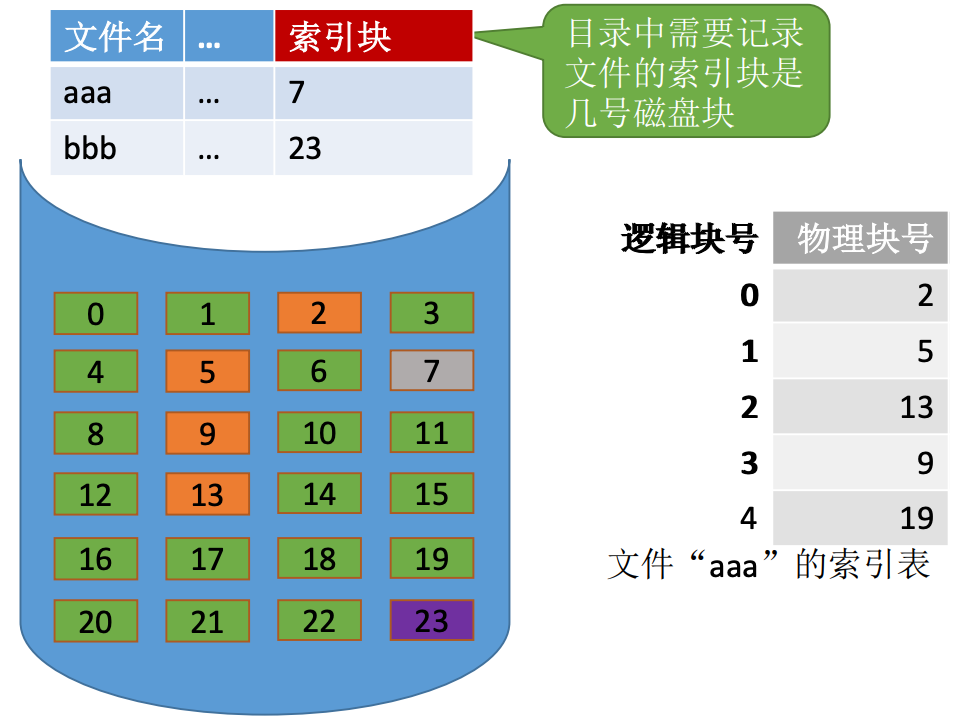 文件名 … 索引块
aaa … 7
bbb … 23
目录中需要记录
文件的索引块是
几号磁盘块
0 1 2 3
4 5 6 7
8 9 10 11
12 13 14 15
16 17 18 19
20 21 22 23
逻辑块号 物理块号
0 2
1 5
2 13
3 9
4 19
文件“aaa”的索引表